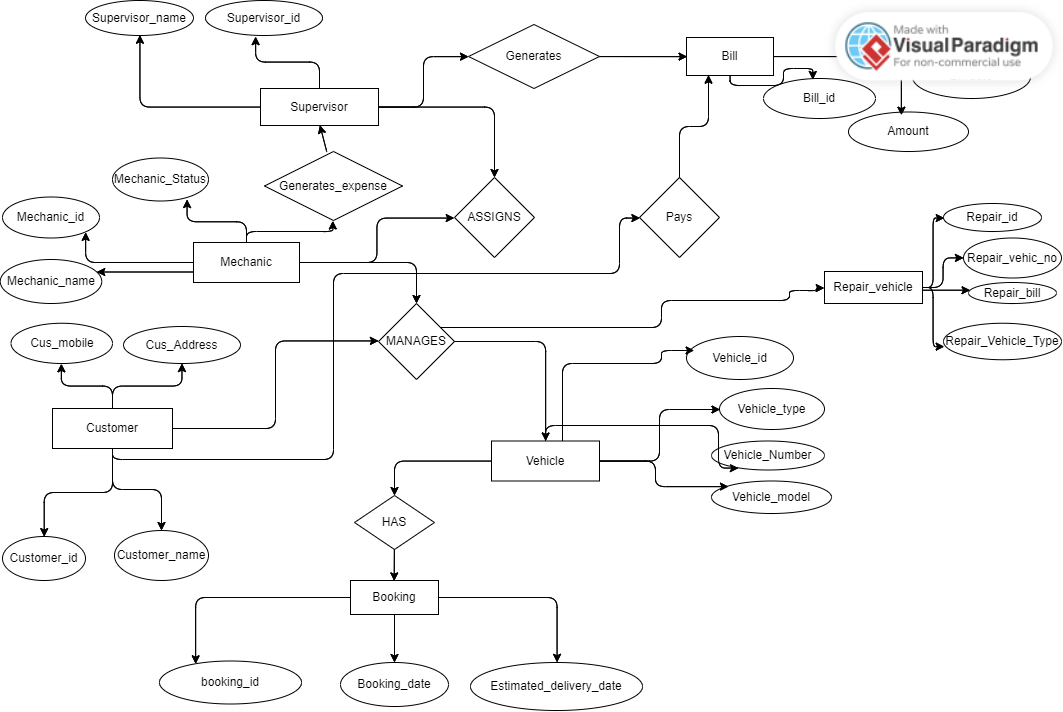 Supervisor_name
Supervisor_id
Made with
VisualParadigm
For non-commercial use
Generates
Bill
Bill_id
Supervisor
Amount
Mechanic_Status
Generates_expense
Mechanic_id
ASSIGNS
Pays
Repair_id
Mechanic
Repair_vehic_no
Mechanic_name
Repair_vehicle
Repair_bill
Cus_mobile
Cus_Address
MANAGES
Repair_Vehicle_Type
Vehicle_id
Vehicle_type
Customer
Vehicle_Number
Vehicle
Vehicle_model
HAS
Customer_id
Customer_name
Booking
booking_id
Booking_date
Estimated_delivery_date